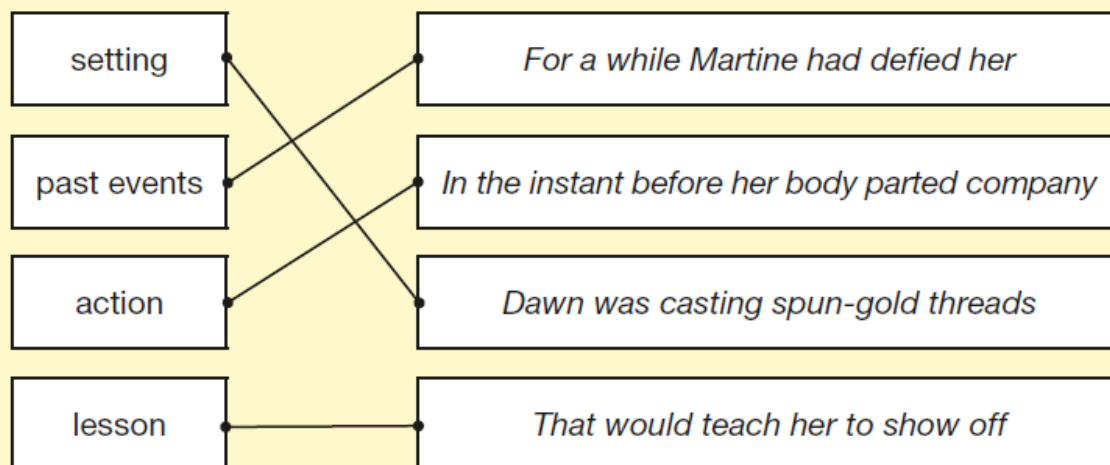 setting
For a while Martine had defied her
past events
In the instant before her body parted company
action
Dawn was casting spun-gold threads
lesson
That would teach her to show off